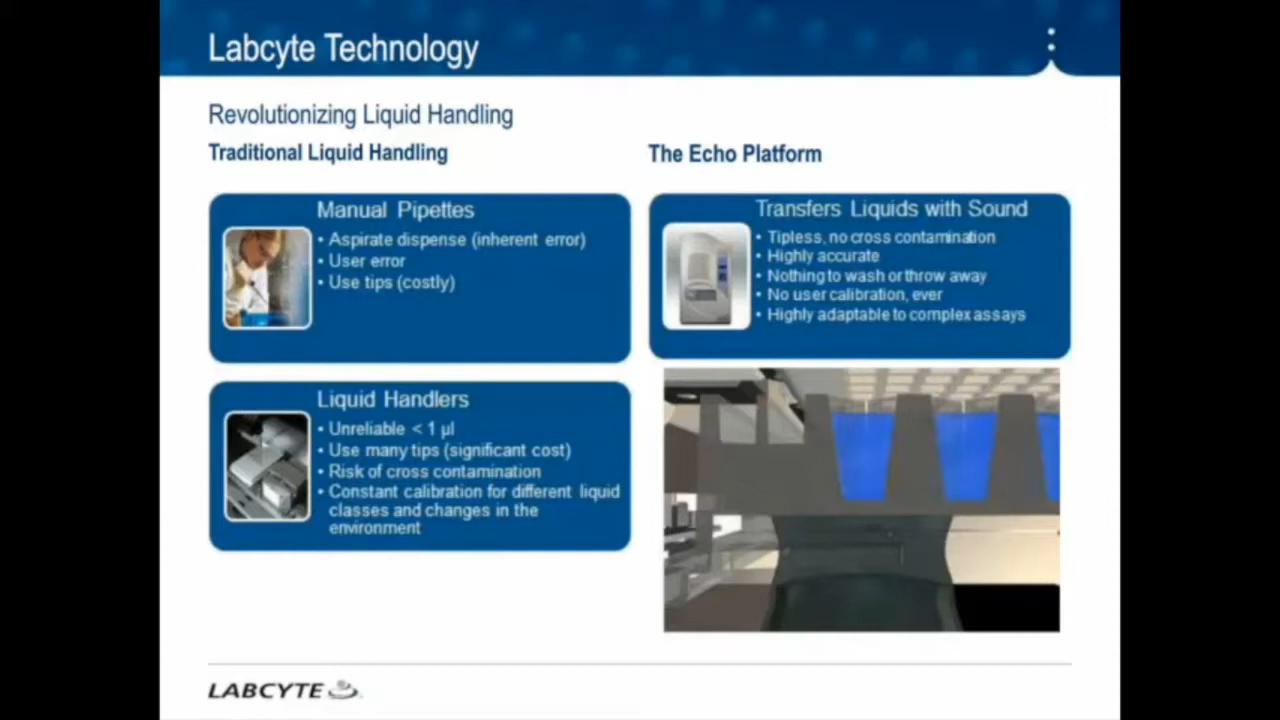 Labcyte Technology
Revolutionizing Liquid Handling
Traditional Liquid Handling
Manual Pipettes
• Aspirate dispense (inherent error)
• User error
• Use tips (costly)
Liquid Handlers
• Unreliable < 1 µl
• Use many tips (significant cost)
• Risk of cross contamination
• Constant calibration for different liquid
classes and changes in the
environment
The Echo Platform
Transfers Liquids with Sound
• Tipless, no cross contamination
• Highly accurate
• Nothing to wash or throw away
• No user calibration, ever
• Highly adaptable to complex assays
LABCYTE